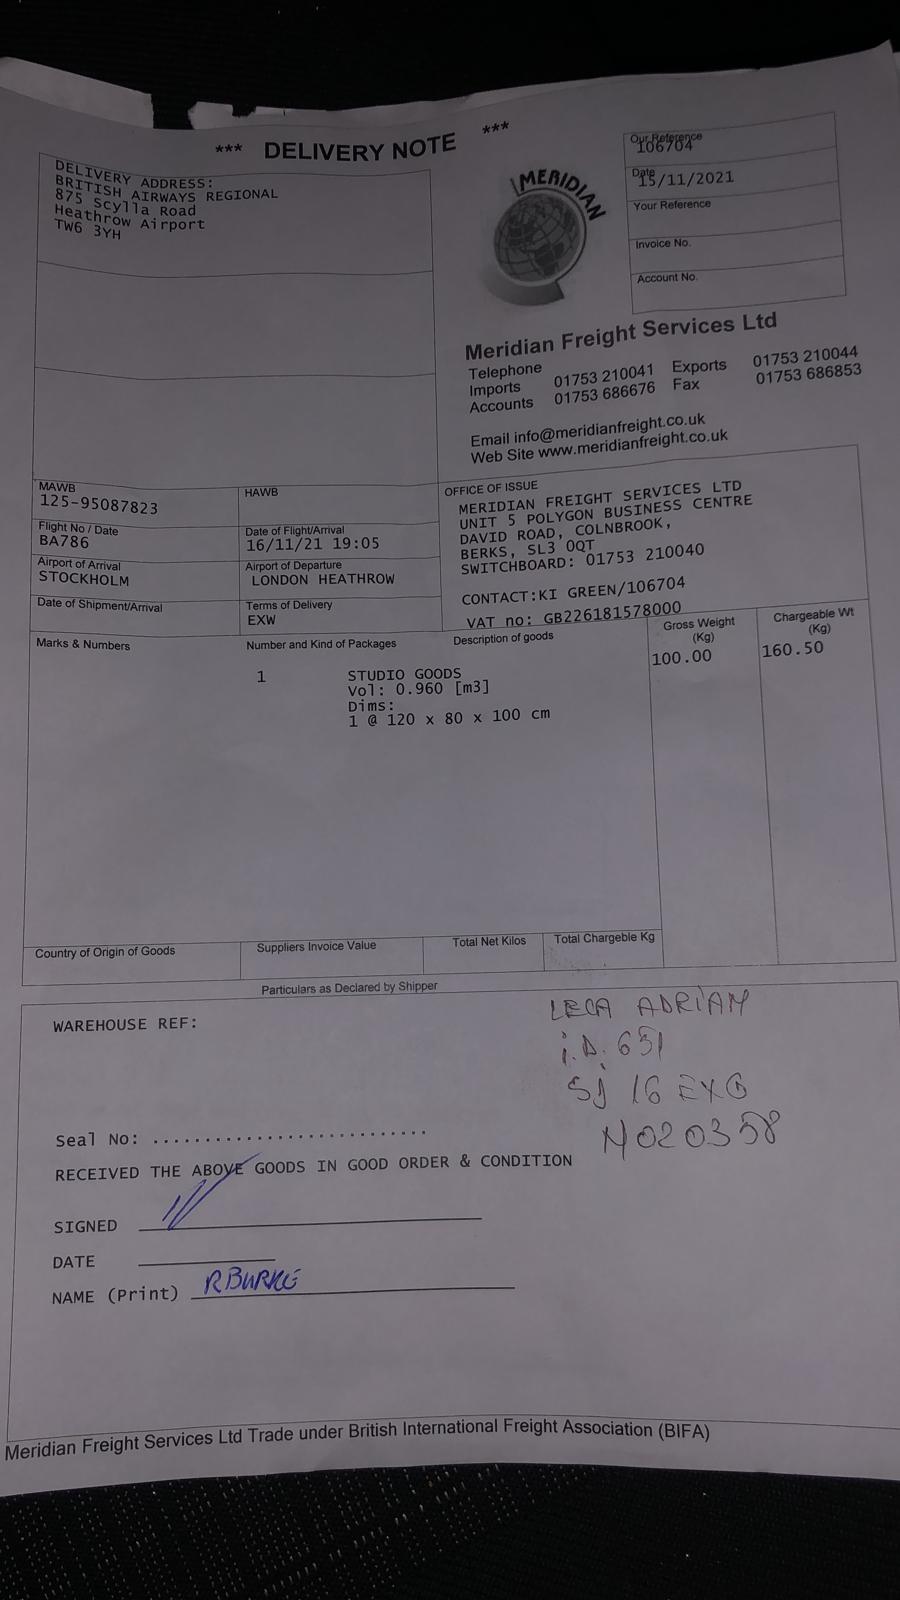 *** DELIVERY NOTE ***
DELIVERY ADDRESS:
BRITISH AIRWAYS REGIONAL
875 Scylla Road
Heathrow Airport
TW6 3YH
MERIDIAN
Our Reference
106704
Date
15/11/2021
Your Reference
Invoice No.
Account No.
Meridian Freight Services Ltd
Telephone
Imports 01753 210041 Exports 01753 210044
Accounts 01753 686676 Fax 01753 686853
Email info@meridianfreight.co.uk
Web Site www.meridianfreight.co.uk
MAWB
125-95087823
HAWB
Flight No / Date
BA786
Date of Flight/Arrival
16/11/21 19:05
Airport of Arrival
STOCKHOLM
Airport of Departure
LONDON HEATHROW
Date of Shipment/Arrival
Terms of Delivery
EXW
OFFICE OF ISSUE
MERIDIAN FREIGHT SERVICES LTD
UNIT 5 POLYGON BUSINESS CENTRE
DAVID ROAD, COLNBROOK,
BERKS, SL3 0QT
SWITCHBOARD: 01753 210040
CONTACT:KI GREEN/106704
VAT no: GB226181578000
Marks & Numbers
Number and Kind of Packages
Description of goods
Gross Weight
(Kg)
Chargeable Wt
(Kg)
1
STUDIO GOODS
Vol: 0.960 [m3]
Dims:
1 @ 120 x 80 x 100 cm
100.00
160.50
Country of Origin of Goods
Suppliers Invoice Value
Total Net Kilos
Total Chargeble Kg
Particulars as Declared by Shipper
WAREHOUSE REF:
LECA ADRIAN
i.D. 651
SJ 16 EXG
N020358
Seal No: ............................
RECEIVED THE ABOVE GOODS IN GOOD ORDER & CONDITION
SIGNED
DATE
NAME (Print) R BURKE
Meridian Freight Services Ltd Trade under British International Freight Association (BIFA)